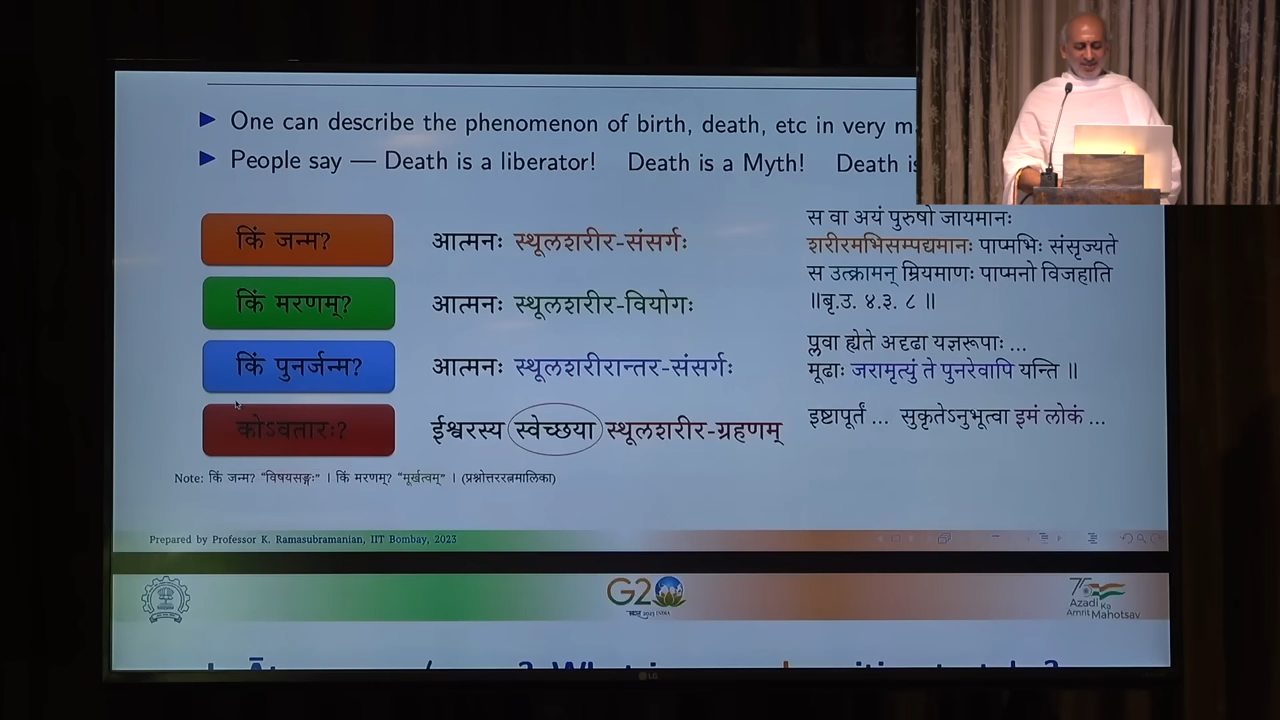 One can describe the phenomenon of birth, death, etc in very m
People say — Death is a liberator! Death is a Myth! Death is
किं जन्म? आत्मनः स्थूलशरीर-संसर्गः
किं मरणम्? आत्मनः स्थूलशरीर-वियोगः
किं पुनर्जन्म? आत्मनः स्थूलशरीरान्तर-संसर्गः
कोऽवतारः? ईश्वरस्य स्वेच्छया स्थूलशरीर-ग्रहणम्
स वा अयं पुरुषो जायमानः
शरीरमभिसम्पद्यमानः पाप्मभिः संसृज्यते
स उत्क्रामन् म्रियमाणः पाप्मनो विजहाति
॥बृ.उ. ४.३. ८ ॥
प्लवा ह्येते अदृढा यज्ञरूपाः ...
मूढाः जरामृत्युं ते पुनरेवापि यन्ति ॥
इष्टापूर्तं ... सुकृतेऽनुभूत्वा इमं लोकं ...
Note: किं जन्म? "विषयसङ्गः" । किं मरणम्? "मूर्खत्वम्" । (प्रश्नोत्तररत्नमालिका)
Prepared by Professor K. Ramasubramanian, IIT Bombay, 2023
G20
75
Azadi Ka
Amrit Mahotsav
LG